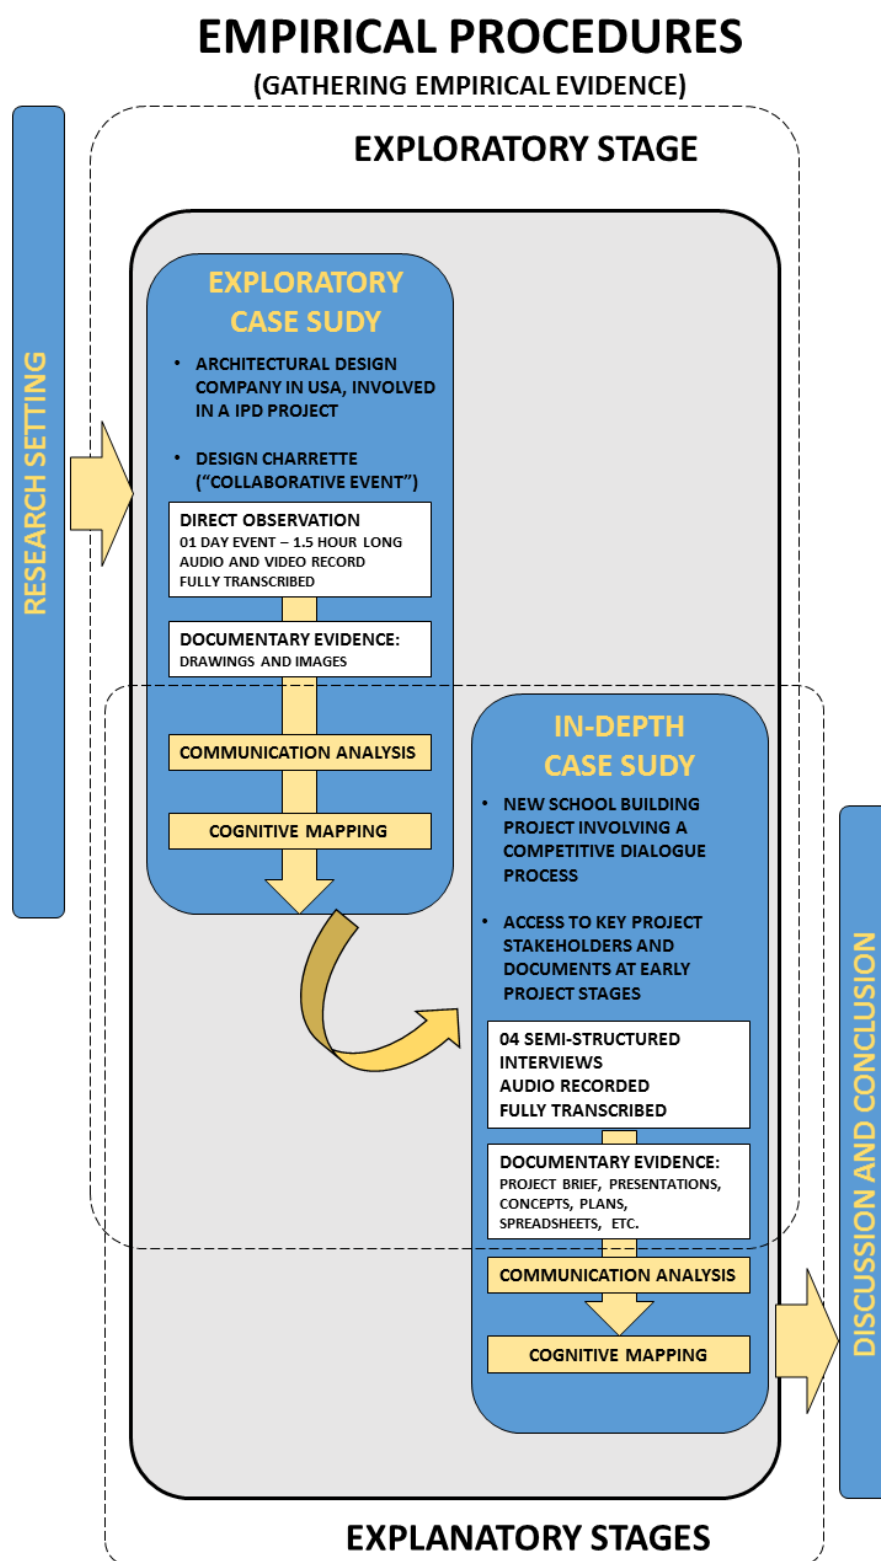 EMPIRICAL PROCEDURES
(GATHERING EMPIRICAL EVIDENCE)
EXPLORATORY STAGE
RESEARCH SETTING
EXPLORATORY
CASE SUDY
• ARCHITECTURAL DESIGN
COMPANY IN USA, INVOLVED
IN A IPD PROJECT
• DESIGN CHARRETTE
(“COLLABORATIVE EVENT”)
DIRECT OBSERVATION
01 DAY EVENT – 1.5 HOUR LONG
AUDIO AND VIDEO RECORD
FULLY TRANSCRIBED
DOCUMENTARY EVIDENCE:
DRAWINGS AND IMAGES
COMMUNICATION ANALYSIS
COGNITIVE MAPPING
IN-DEPTH
CASE SUDY
• NEW SCHOOL BUILDING
PROJECT INVOLVING A
COMPETITIVE DIALOGUE
PROCESS
• ACCESS TO KEY PROJECT
STAKEHOLDERS AND
DOCUMENTS AT EARLY
PROJECT STAGES
04 SEMI-STRUCTURED
INTERVIEWS
AUDIO RECORDED
FULLY TRANSCRIBED
DOCUMENTARY EVIDENCE:
PROJECT BRIEF, PRESENTATIONS,
CONCEPTS, PLANS,
SPREADSHEETS, ETC.
COMMUNICATION ANALYSIS
COGNITIVE MAPPING
DISCUSSION AND CONCLUSION
EXPLANATORY STAGES